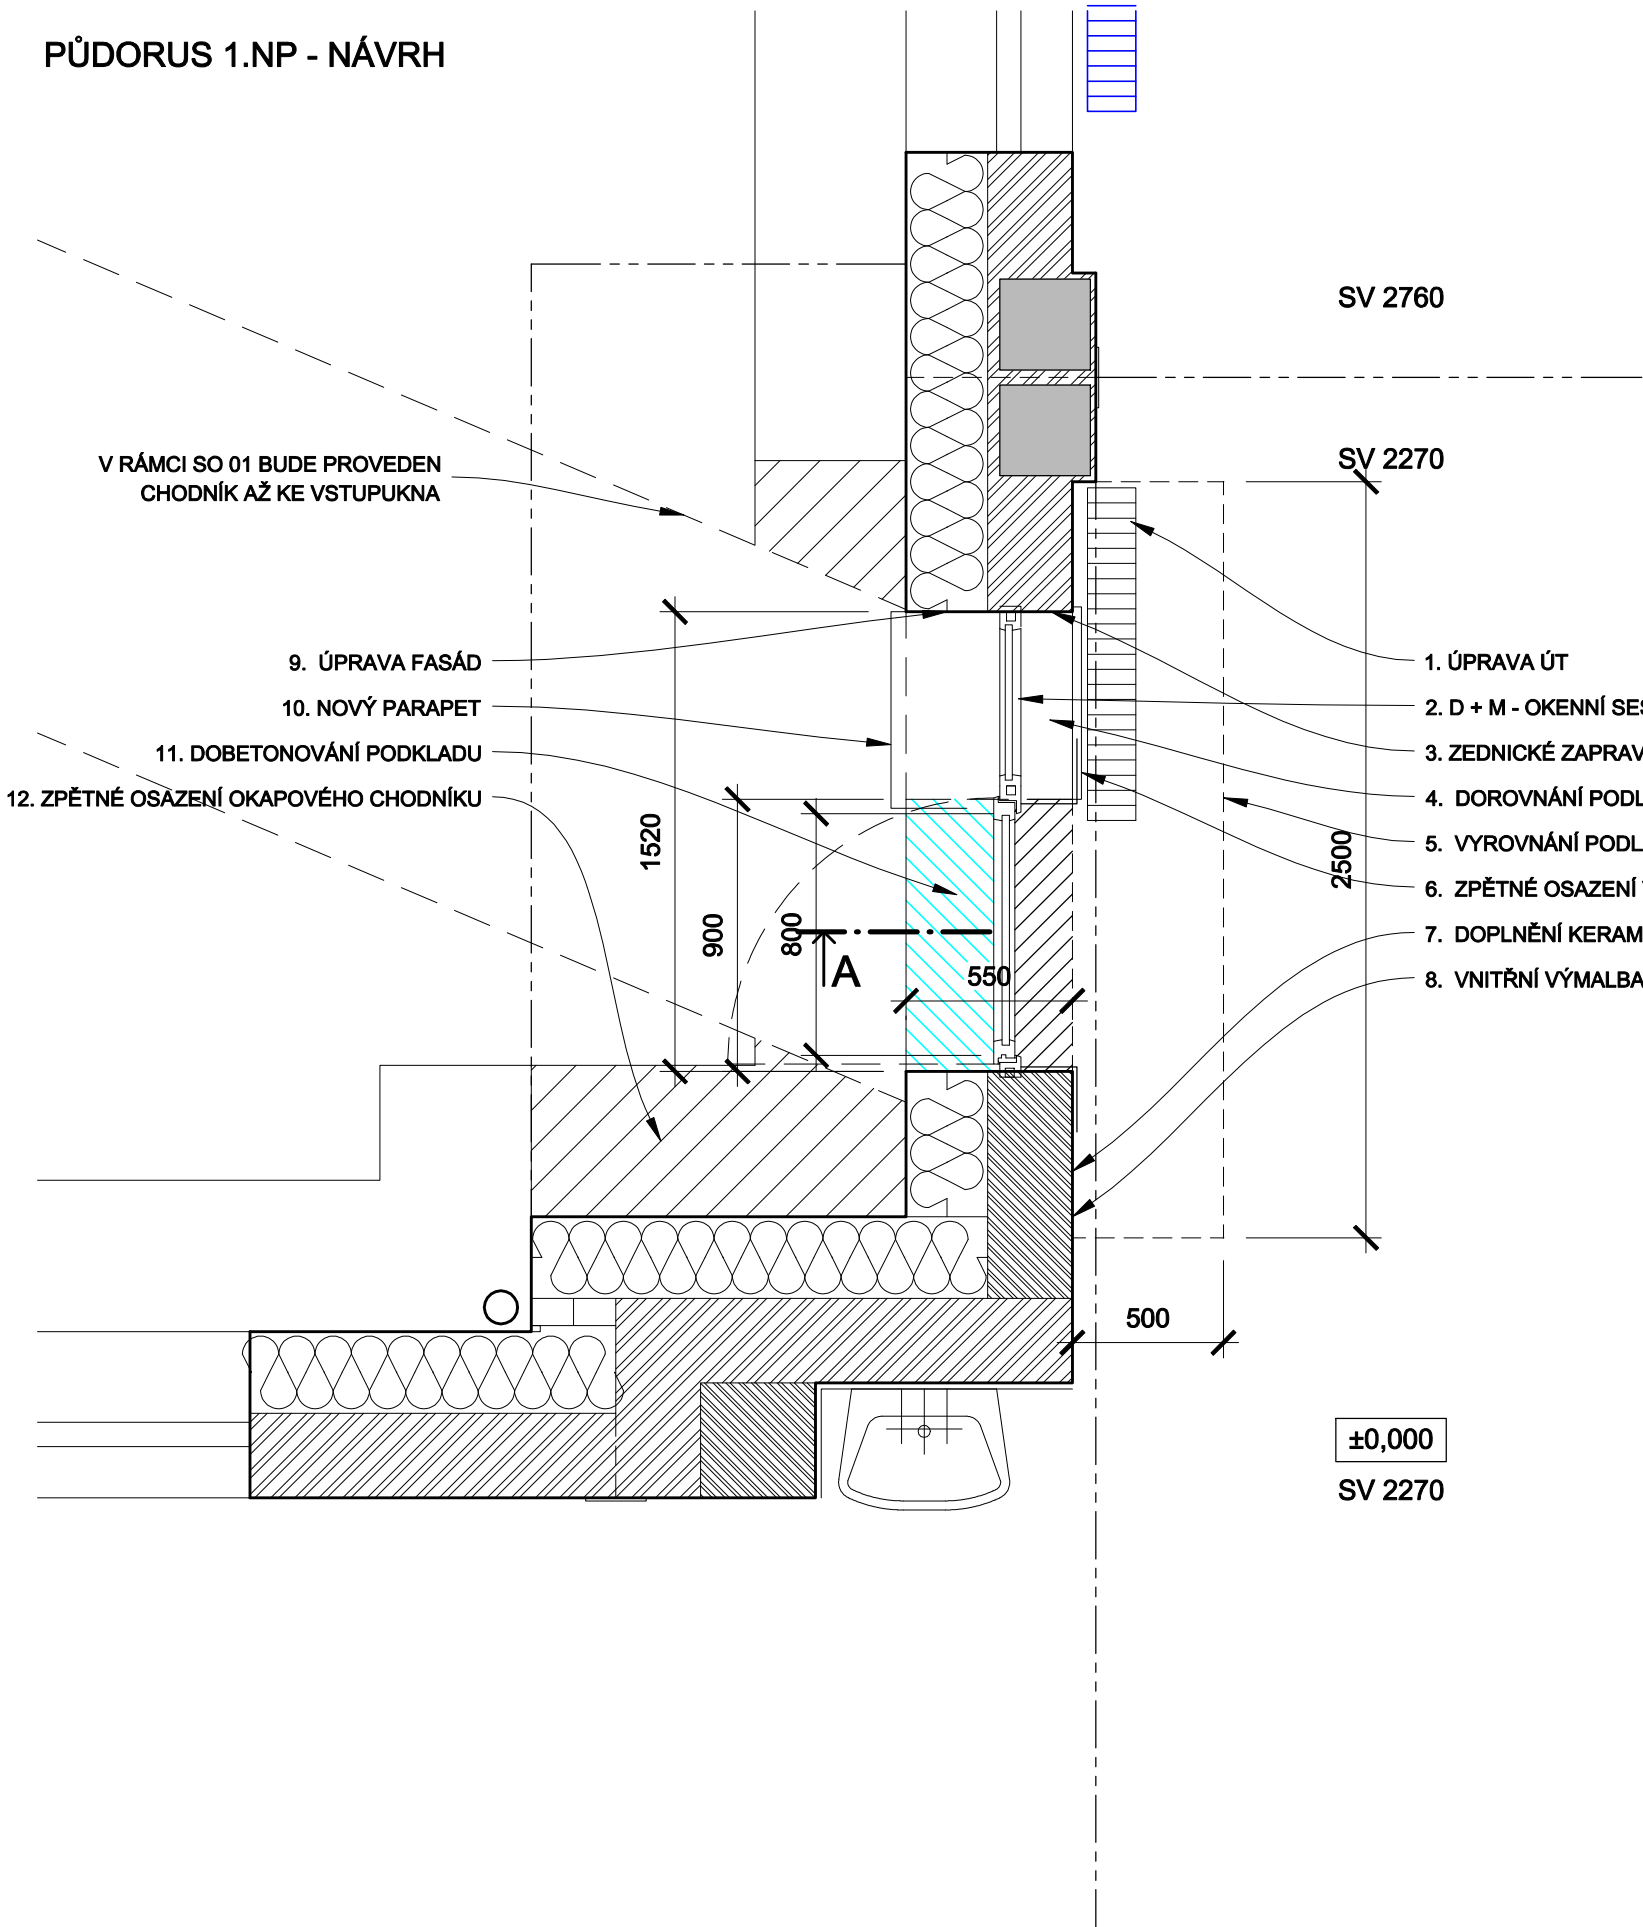 PŮDORUS 1.NP - NÁVRH
SV 2760
SV 2270
V RÁMCI SO 01 BUDE PROVEDEN
CHODNÍK AŽ KE VSTUPUKNA
9. ÚPRAVA FASÁD
10. NOVÝ PARAPET
11. DOBETONOVÁNÍ PODKLADU
12. ZPĚTNÉ OSAZENÍ OKAPOVÉHO CHODNÍKU
1. ÚPRAVA ÚT
2. D + M - OKENNÍ SES
3. ZEDNICKÉ ZAPRAV
4. DOROVNÁNÍ PODL
5. VYROVNÁNÍ PODL
6. ZPĚTNÉ OSAZENÍ
7. DOPLNĚNÍ KERAM
8. VNITŘNÍ VÝMALBA
1520
900
800
A
550
2500
500
±0,000
SV 2270